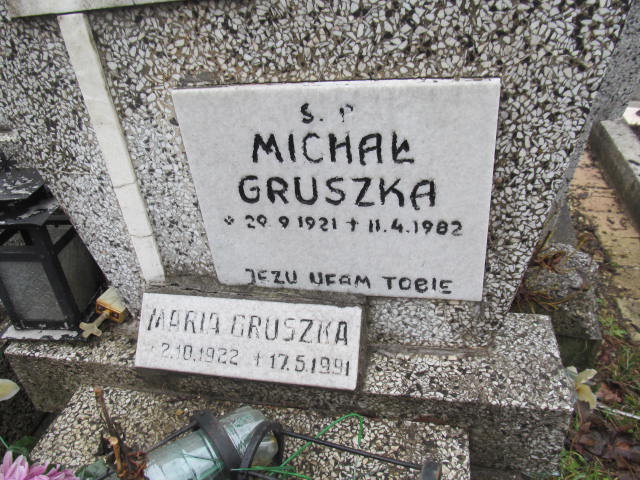 Ś. P
MICHAŁ
GRUSZKA
* 29.9 1921 + 11.4.1982
JEZU UFAM TOBIE
MARIA GRUSZKA
* 2.10.1922 + 17.5.1991